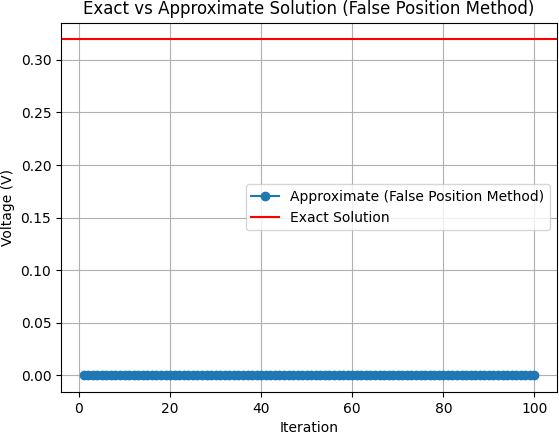 Exact vs Approximate Solution (False Position Method)
0.30
0.25
0.20
0.15
0.10
0.05
0.00
Voltage (V)
Approximate (False Position Method)
Exact Solution
0
20
40
60
80
100
Iteration